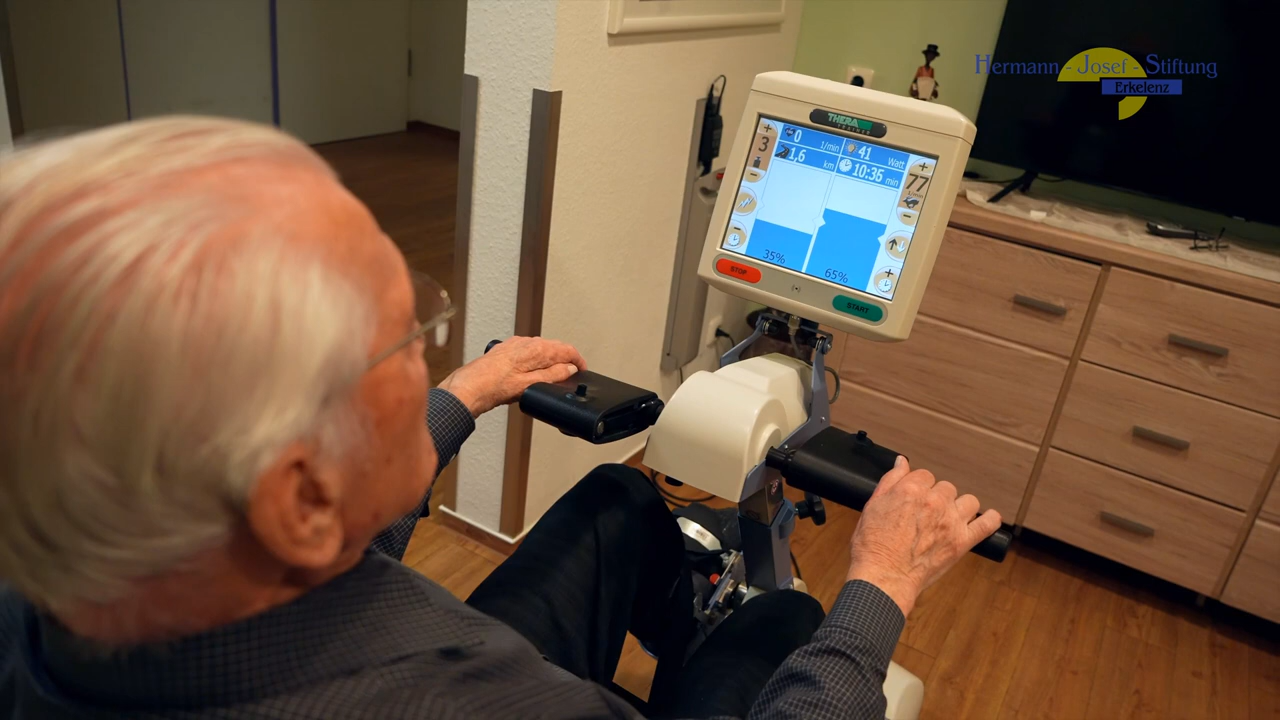 Hermann - Josef - Stiftung
Erkelenz
THERA
TRAINER
+ 0 1/min 41 Watt +
3 1,6 km 10:36 min 77
35% 65%
STOP
START